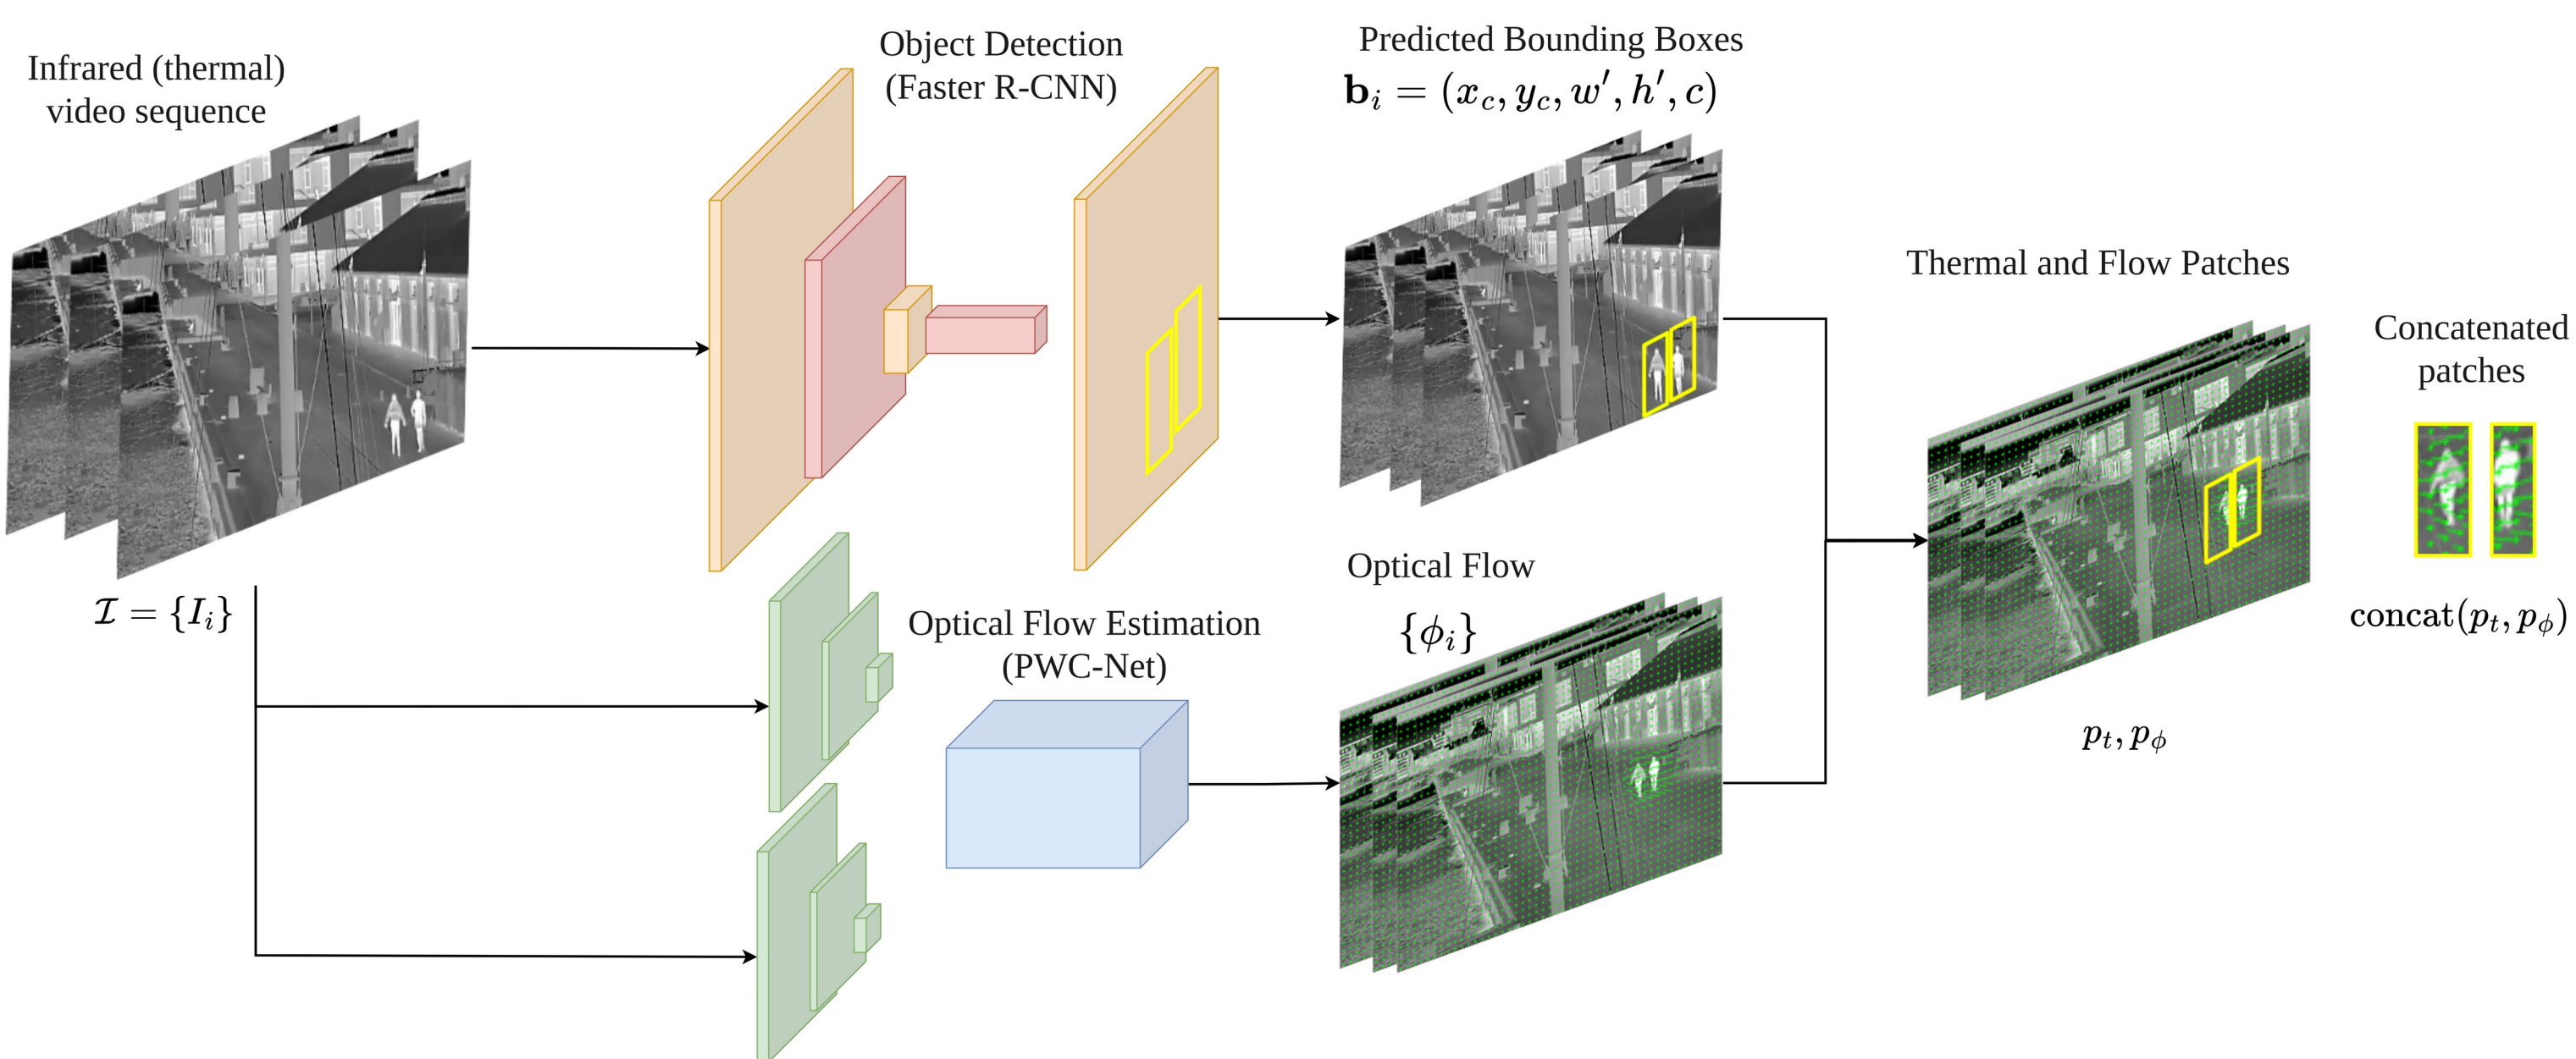 Infrared (thermal)
video sequence
Object Detection
(Faster R-CNN)
Predicted Bounding Boxes
𝐛ᵢ = (x_c, y_c, w′, h′, c)
Thermal and Flow Patches
Concatenated
patches
ℐ = {Iᵢ}
Optical Flow Estimation
(PWC-Net)
Optical Flow
{ϕᵢ}
concat(p_t, p_ϕ)
p_t, p_ϕ